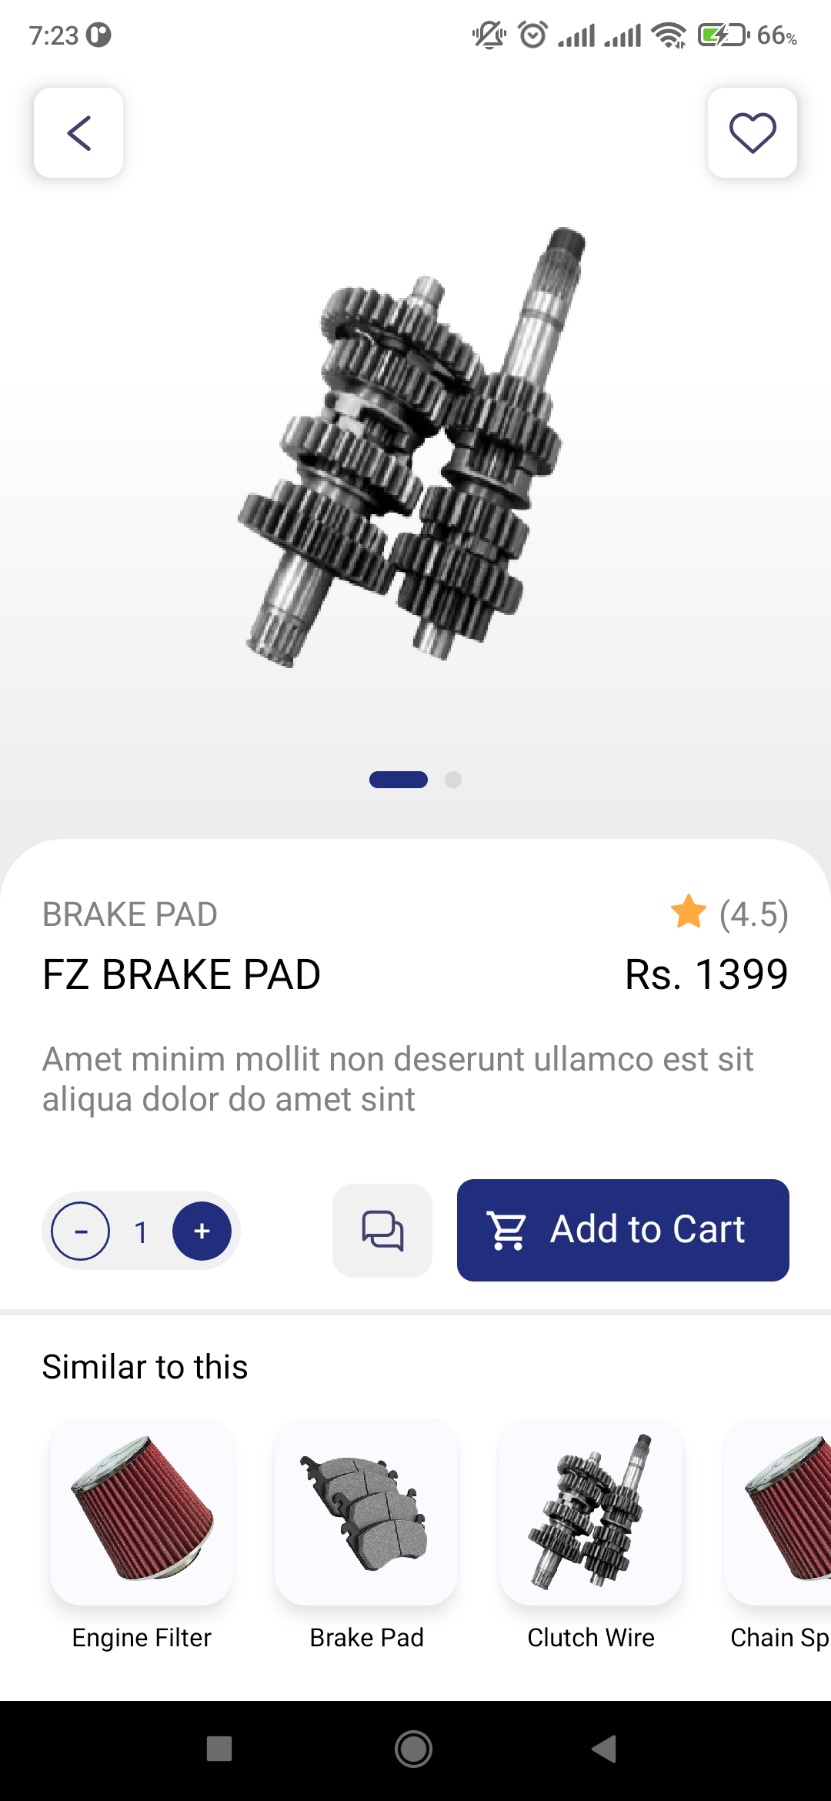 7:23
66%
BRAKE PAD
(4.5)
FZ BRAKE PAD
Rs. 1399
Amet minim mollit non deserunt ullamco est sit
aliqua dolor do amet sint
- 1 +
Add to Cart
Similar to this
Engine Filter
Brake Pad
Clutch Wire
Chain Sp